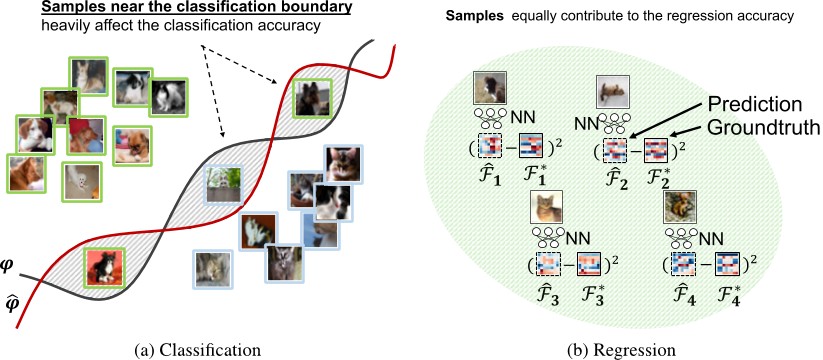 Samples near the classification boundary
heavily affect the classification accuracy
φ
φ̂
(a) Classification
Samples equally contribute to the regression accuracy
NN
( − )²
F̂₁ F₁*
NN
( − )²
F̂₂ F₂*
Prediction
Groundtruth
NN
( − )²
F̂₃ F₃*
NN
( − )²
F̂₄ F₄*
(b) Regression